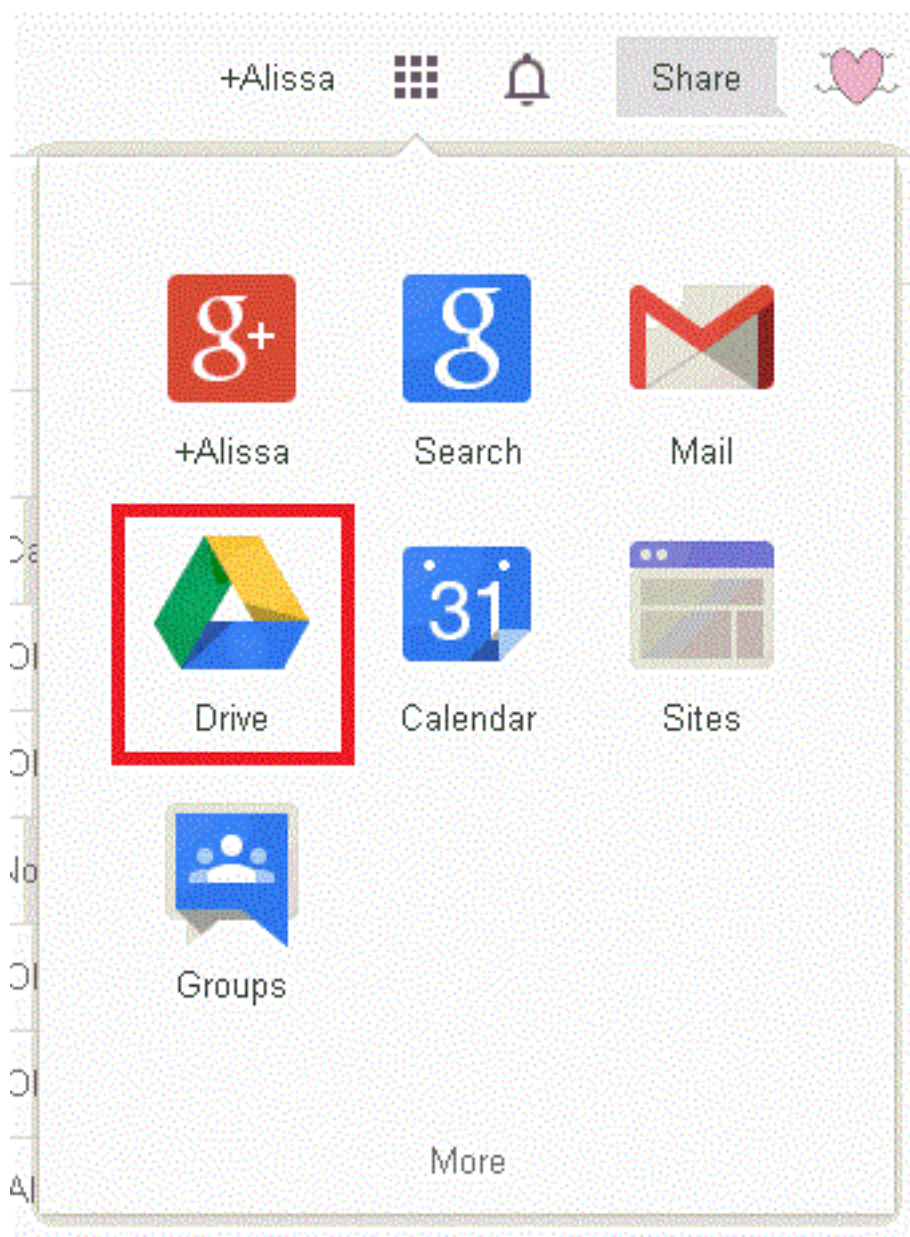 +Alissa Share
g+ g
+Alissa Search Mail
31
Drive Calendar Sites
Groups
More